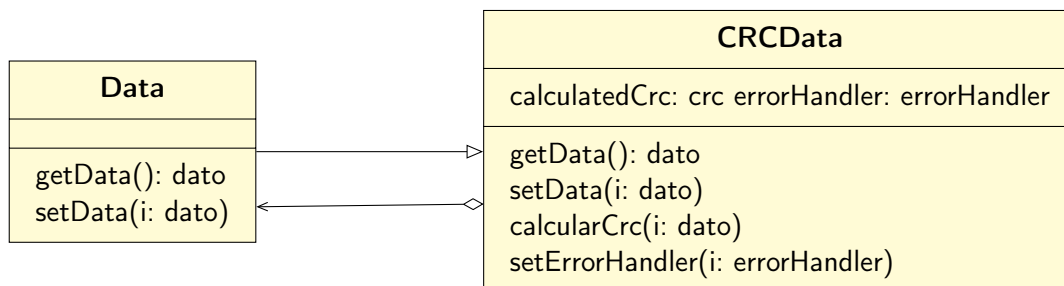 Data
getData(): dato
setData(i: dato)
CRCData
calculatedCrc: crc errorHandler: errorHandler
getData(): dato
setData(i: dato)
calcularCrc(i: dato)
setErrorHandler(i: errorHandler)